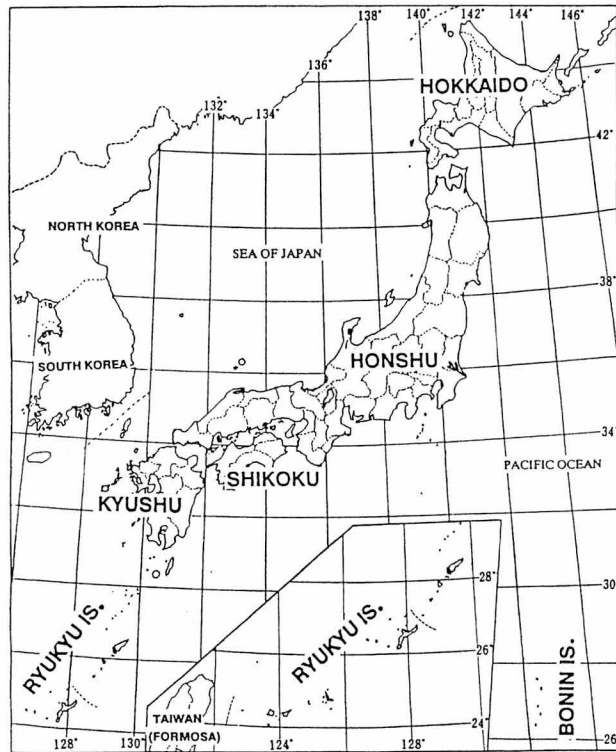 138°
140°
142°
144°
146°
136°
HOKKAIDO
132°
134°
42°
NORTH KOREA
SEA OF JAPAN
38°
SOUTH KOREA
HONSHU
34°
PACIFIC OCEAN
SHIKOKU
KYUSHU
126°
128°
28°
30°
RYUKYU IS.
RYUKYU IS.
26°
BONIN IS.
TAIWAN
(FORMOSA)
24°
128°
130°
124°